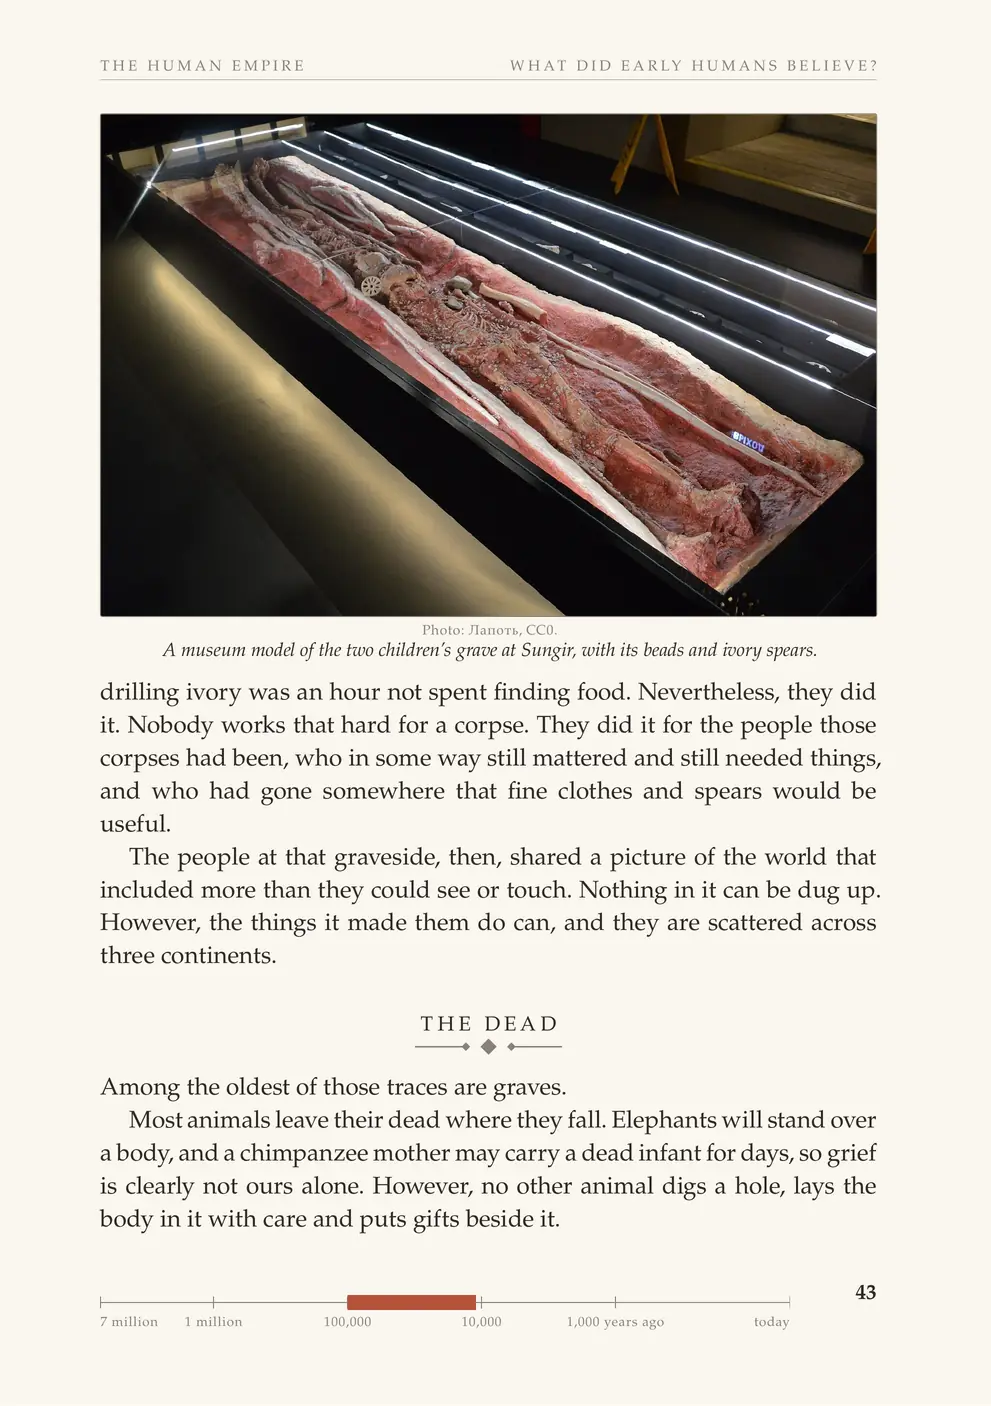 THE HUMAN EMPIRE
WHAT DID EARLY HUMANS BELIEVE?
Photo: Лапоть, CC0.
A museum model of the two children's grave at Sungir, with its beads and ivory spears.
drilling ivory was an hour not spent finding food. Nevertheless, they did
it. Nobody works that hard for a corpse. They did it for the people those
corpses had been, who in some way still mattered and still needed things,
and who had gone somewhere that fine clothes and spears would be
useful.
The people at that graveside, then, shared a picture of the world that
included more than they could see or touch. Nothing in it can be dug up.
However, the things it made them do can, and they are scattered across
three continents.
THE DEAD
Among the oldest of those traces are graves.
Most animals leave their dead where they fall. Elephants will stand over
a body, and a chimpanzee mother may carry a dead infant for days, so grief
is clearly not ours alone. However, no other animal digs a hole, lays the
body in it with care and puts gifts beside it.
43
7 million 1 million 100,000 10,000 1,000 years ago today